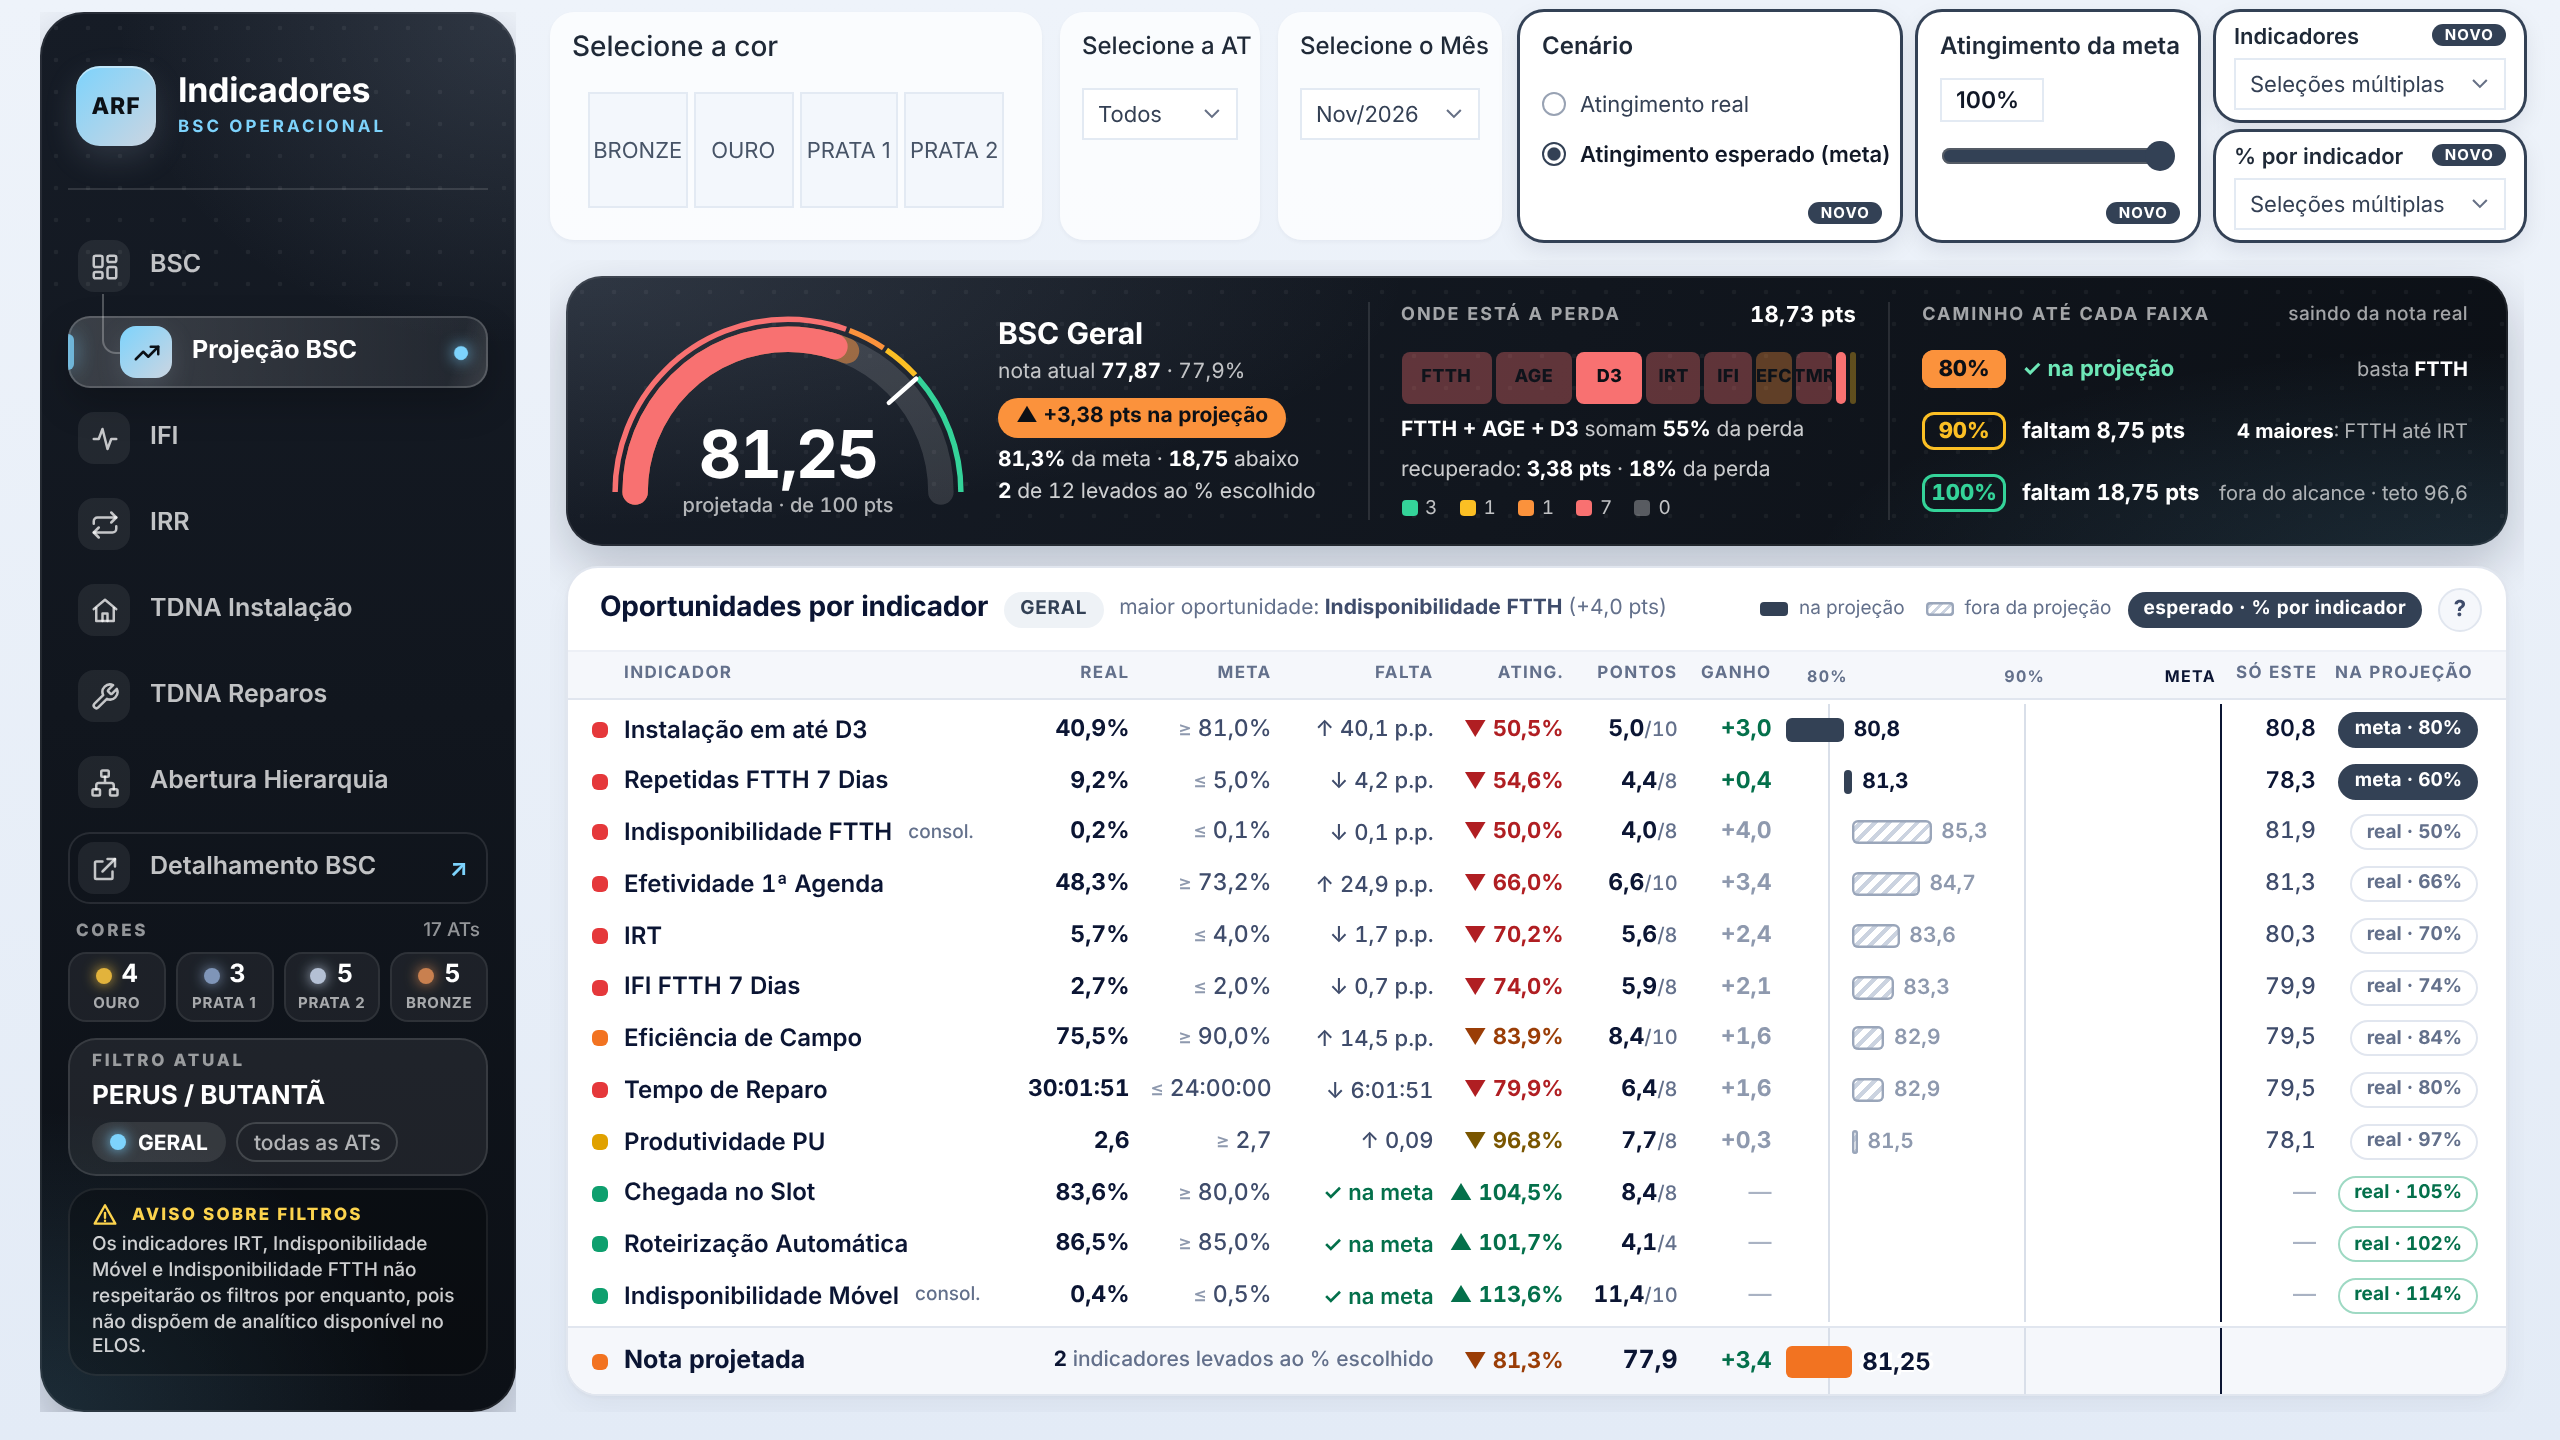 ARF
Indicadores
BSC OPERACIONAL
BSC
Projeção BSC
IFI
IRR
TDNA Instalação
TDNA Reparos
Abertura Hierarquia
Detalhamento BSC
CORES 17 ATs
4 OURO
3 PRATA 1
5 PRATA 2
5 BRONZE
FILTRO ATUAL
PERUS / BUTANTÃ
GERAL todas as ATs
AVISO SOBRE FILTROS
Os indicadores IRT, Indisponibilidade
Móvel e Indisponibilidade FTTH não
respeitarão os filtros por enquanto, pois
não dispõem de analítico disponível no
ELOS.
Selecione a cor
BRONZE OURO PRATA 1 PRATA 2
Selecione a AT
Todos
Selecione o Mês
Nov/2026
Cenário
Atingimento real
Atingimento esperado (meta)
NOVO
Atingimento da meta
100%
NOVO
Indicadores NOVO
Seleções múltiplas
% por indicador NOVO
Seleções múltiplas
81,25
projetada · de 100 pts
BSC Geral
nota atual 77,87 · 77,9%
▲ +3,38 pts na projeção
81,3% da meta · 18,75 abaixo
2 de 12 levados ao % escolhido
ONDE ESTÁ A PERDA 18,73 pts
FTTH AGE D3 IRT IFI EFC TMR
FTTH + AGE + D3 somam 55% da perda
recuperado: 3,38 pts · 18% da perda
3 1 1 7 0
CAMINHO ATÉ CADA FAIXA saindo da nota real
80% ✓ na projeção basta FTTH
90% faltam 8,75 pts 4 maiores: FTTH até IRT
100% faltam 18,75 pts fora do alcance · teto 96,6
Oportunidades por indicador GERAL maior oportunidade: Indisponibilidade FTTH (+4,0 pts) na projeção fora da projeção esperado · % por indicador ?
INDICADOR REAL META FALTA ATING. PONTOS GANHO 80% 90% META SÓ ESTE NA PROJEÇÃO
Instalação em até D3 40,9% ≥ 81,0% ↑ 40,1 p.p. ▼ 50,5% 5,0/10 +3,0 80,8 80,8 meta · 80%
Repetidas FTTH 7 Dias 9,2% ≤ 5,0% ↓ 4,2 p.p. ▼ 54,6% 4,4/8 +0,4 81,3 78,3 meta · 60%
Indisponibilidade FTTH consol. 0,2% ≤ 0,1% ↓ 0,1 p.p. ▼ 50,0% 4,0/8 +4,0 85,3 81,9 real · 50%
Efetividade 1ª Agenda 48,3% ≥ 73,2% ↑ 24,9 p.p. ▼ 66,0% 6,6/10 +3,4 84,7 81,3 real · 66%
IRT 5,7% ≤ 4,0% ↓ 1,7 p.p. ▼ 70,2% 5,6/8 +2,4 83,6 80,3 real · 70%
IFI FTTH 7 Dias 2,7% ≤ 2,0% ↓ 0,7 p.p. ▼ 74,0% 5,9/8 +2,1 83,3 79,9 real · 74%
Eficiência de Campo 75,5% ≥ 90,0% ↑ 14,5 p.p. ▼ 83,9% 8,4/10 +1,6 82,9 79,5 real · 84%
Tempo de Reparo 30:01:51 ≤ 24:00:00 ↓ 6:01:51 ▼ 79,9% 6,4/8 +1,6 82,9 79,5 real · 80%
Produtividade PU 2,6 ≥ 2,7 ↑ 0,09 ▼ 96,8% 7,7/8 +0,3 81,5 78,1 real · 97%
Chegada no Slot 83,6% ≥ 80,0% ✓ na meta ▲ 104,5% 8,4/8 — — real · 105%
Roteirização Automática 86,5% ≥ 85,0% ✓ na meta ▲ 101,7% 4,1/4 — — real · 102%
Indisponibilidade Móvel consol. 0,4% ≤ 0,5% ✓ na meta ▲ 113,6% 11,4/10 — — real · 114%
Nota projetada 2 indicadores levados ao % escolhido ▼ 81,3% 77,9 +3,4 81,25